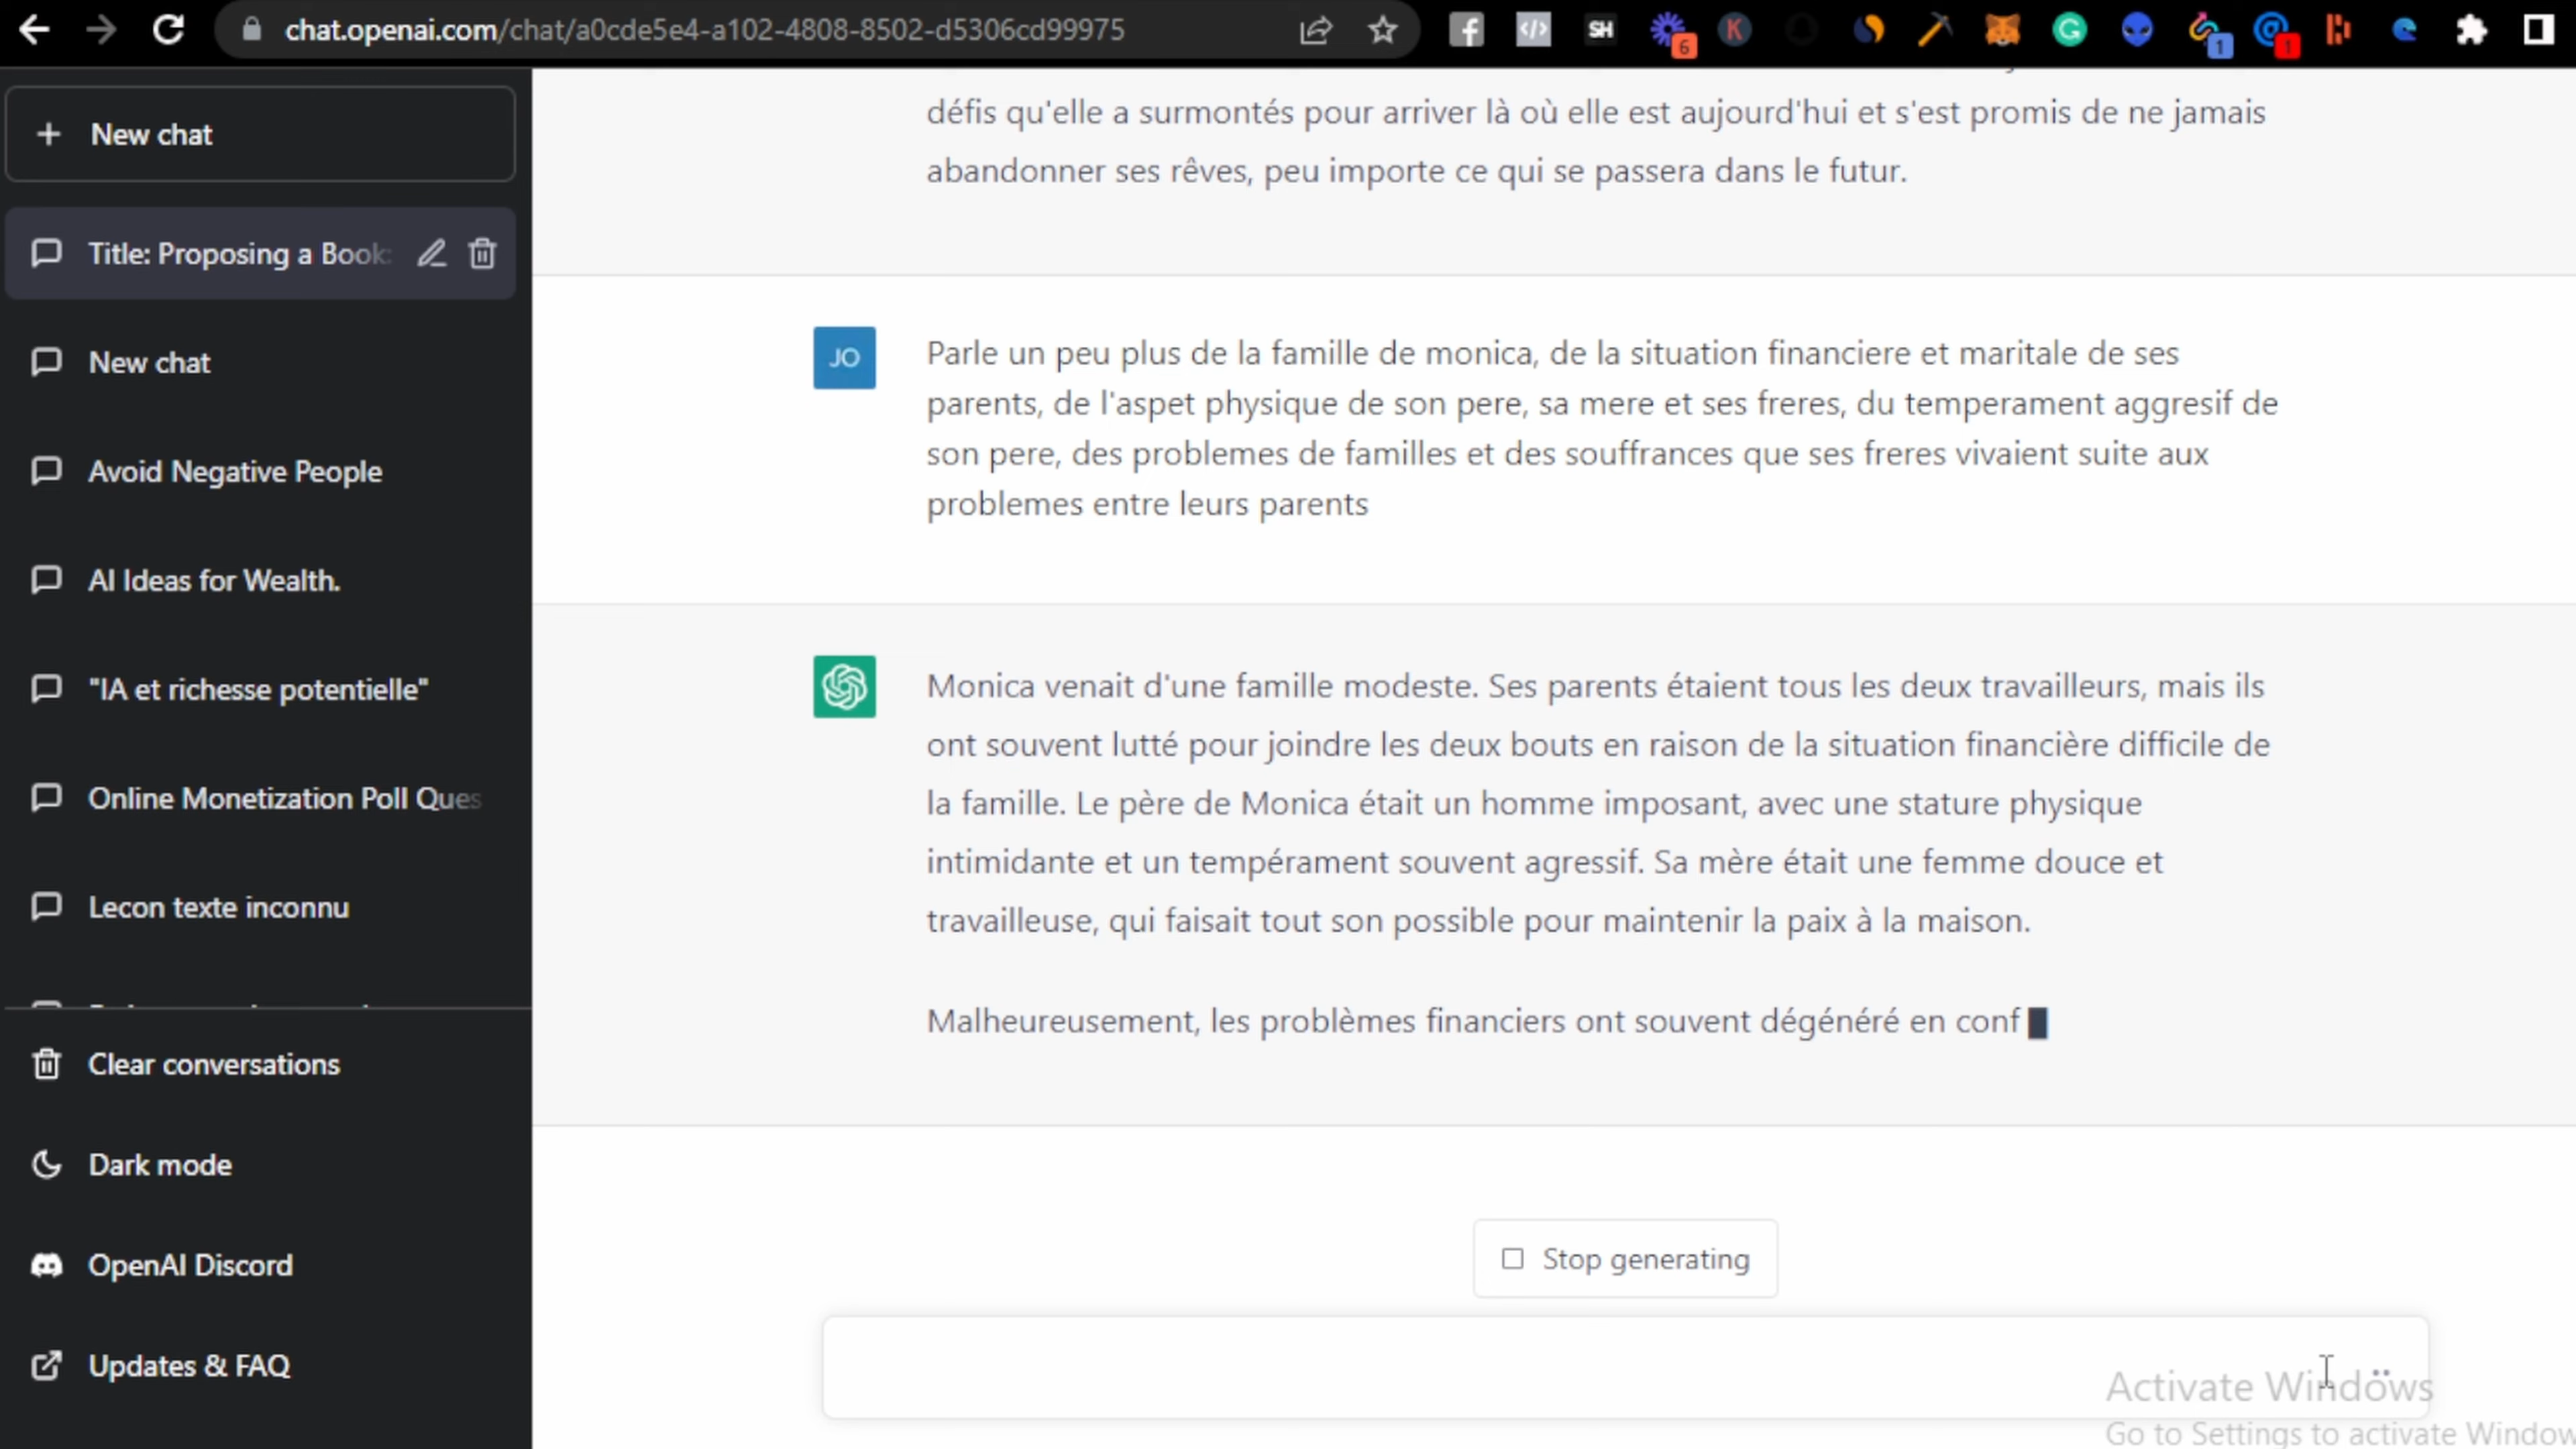 chat.openai.com/chat/a0cde5e4-a102-4808-8502-d5306cd99975
SH
6
K
1
1
New chat
Title: Proposing a Book:
New chat
Avoid Negative People
AI Ideas for Wealth.
"IA et richesse potentielle"
Online Monetization Poll Ques
Lecon texte inconnu
Clear conversations
Dark mode
OpenAI Discord
Updates & FAQ
défis qu'elle a surmontés pour arriver là où elle est aujourd'hui et s'est promis de ne jamais
abandonner ses rêves, peu importe ce qui se passera dans le futur.
JO
Parle un peu plus de la famille de monica, de la situation financiere et maritale de ses
parents, de l'aspet physique de son pere, sa mere et ses freres, du temperament aggresif de
son pere, des problemes de familles et des souffrances que ses freres vivaient suite aux
problemes entre leurs parents
Monica venait d'une famille modeste. Ses parents étaient tous les deux travailleurs, mais ils
ont souvent lutté pour joindre les deux bouts en raison de la situation financière difficile de
la famille. Le père de Monica était un homme imposant, avec une stature physique
intimidante et un tempérament souvent agressif. Sa mère était une femme douce et
travailleuse, qui faisait tout son possible pour maintenir la paix à la maison.
Malheureusement, les problèmes financiers ont souvent dégénéré en conf
Stop generating
Activate Windows
Go to Settings to activate Window